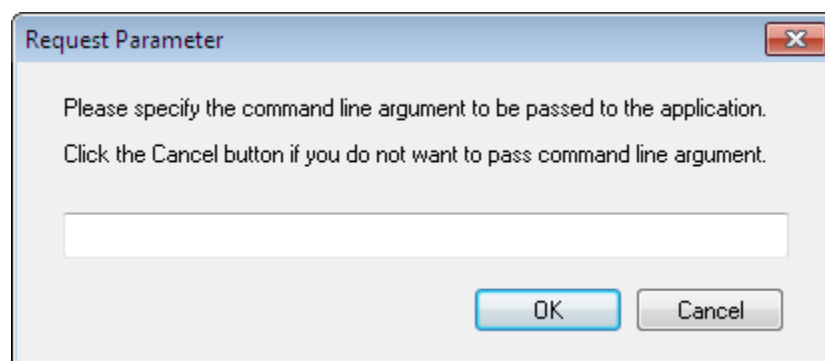 Request Parameter
Please specify the command line argument to be passed to the application.
Click the Cancel button if you do not want to pass command line argument.
OK
Cancel